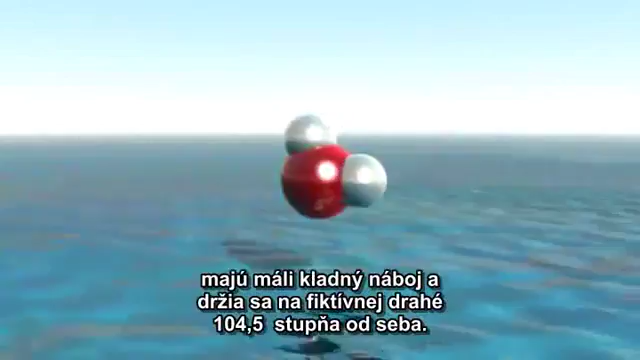 majú máli kladný náboj a
držia sa na fiktívnej drahé
104,5 stupňa od seba.